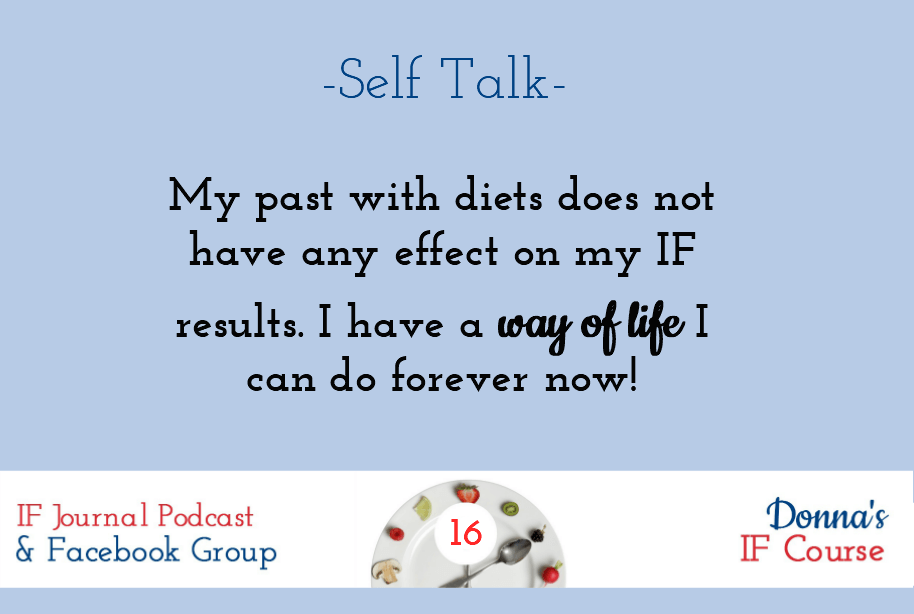 -Self Talk-
My past with diets does not
have any effect on my IF
results. I have a way of life I
can do forever now!
IF Journal Podcast
& Facebook Group
16
Donna's
IF Course